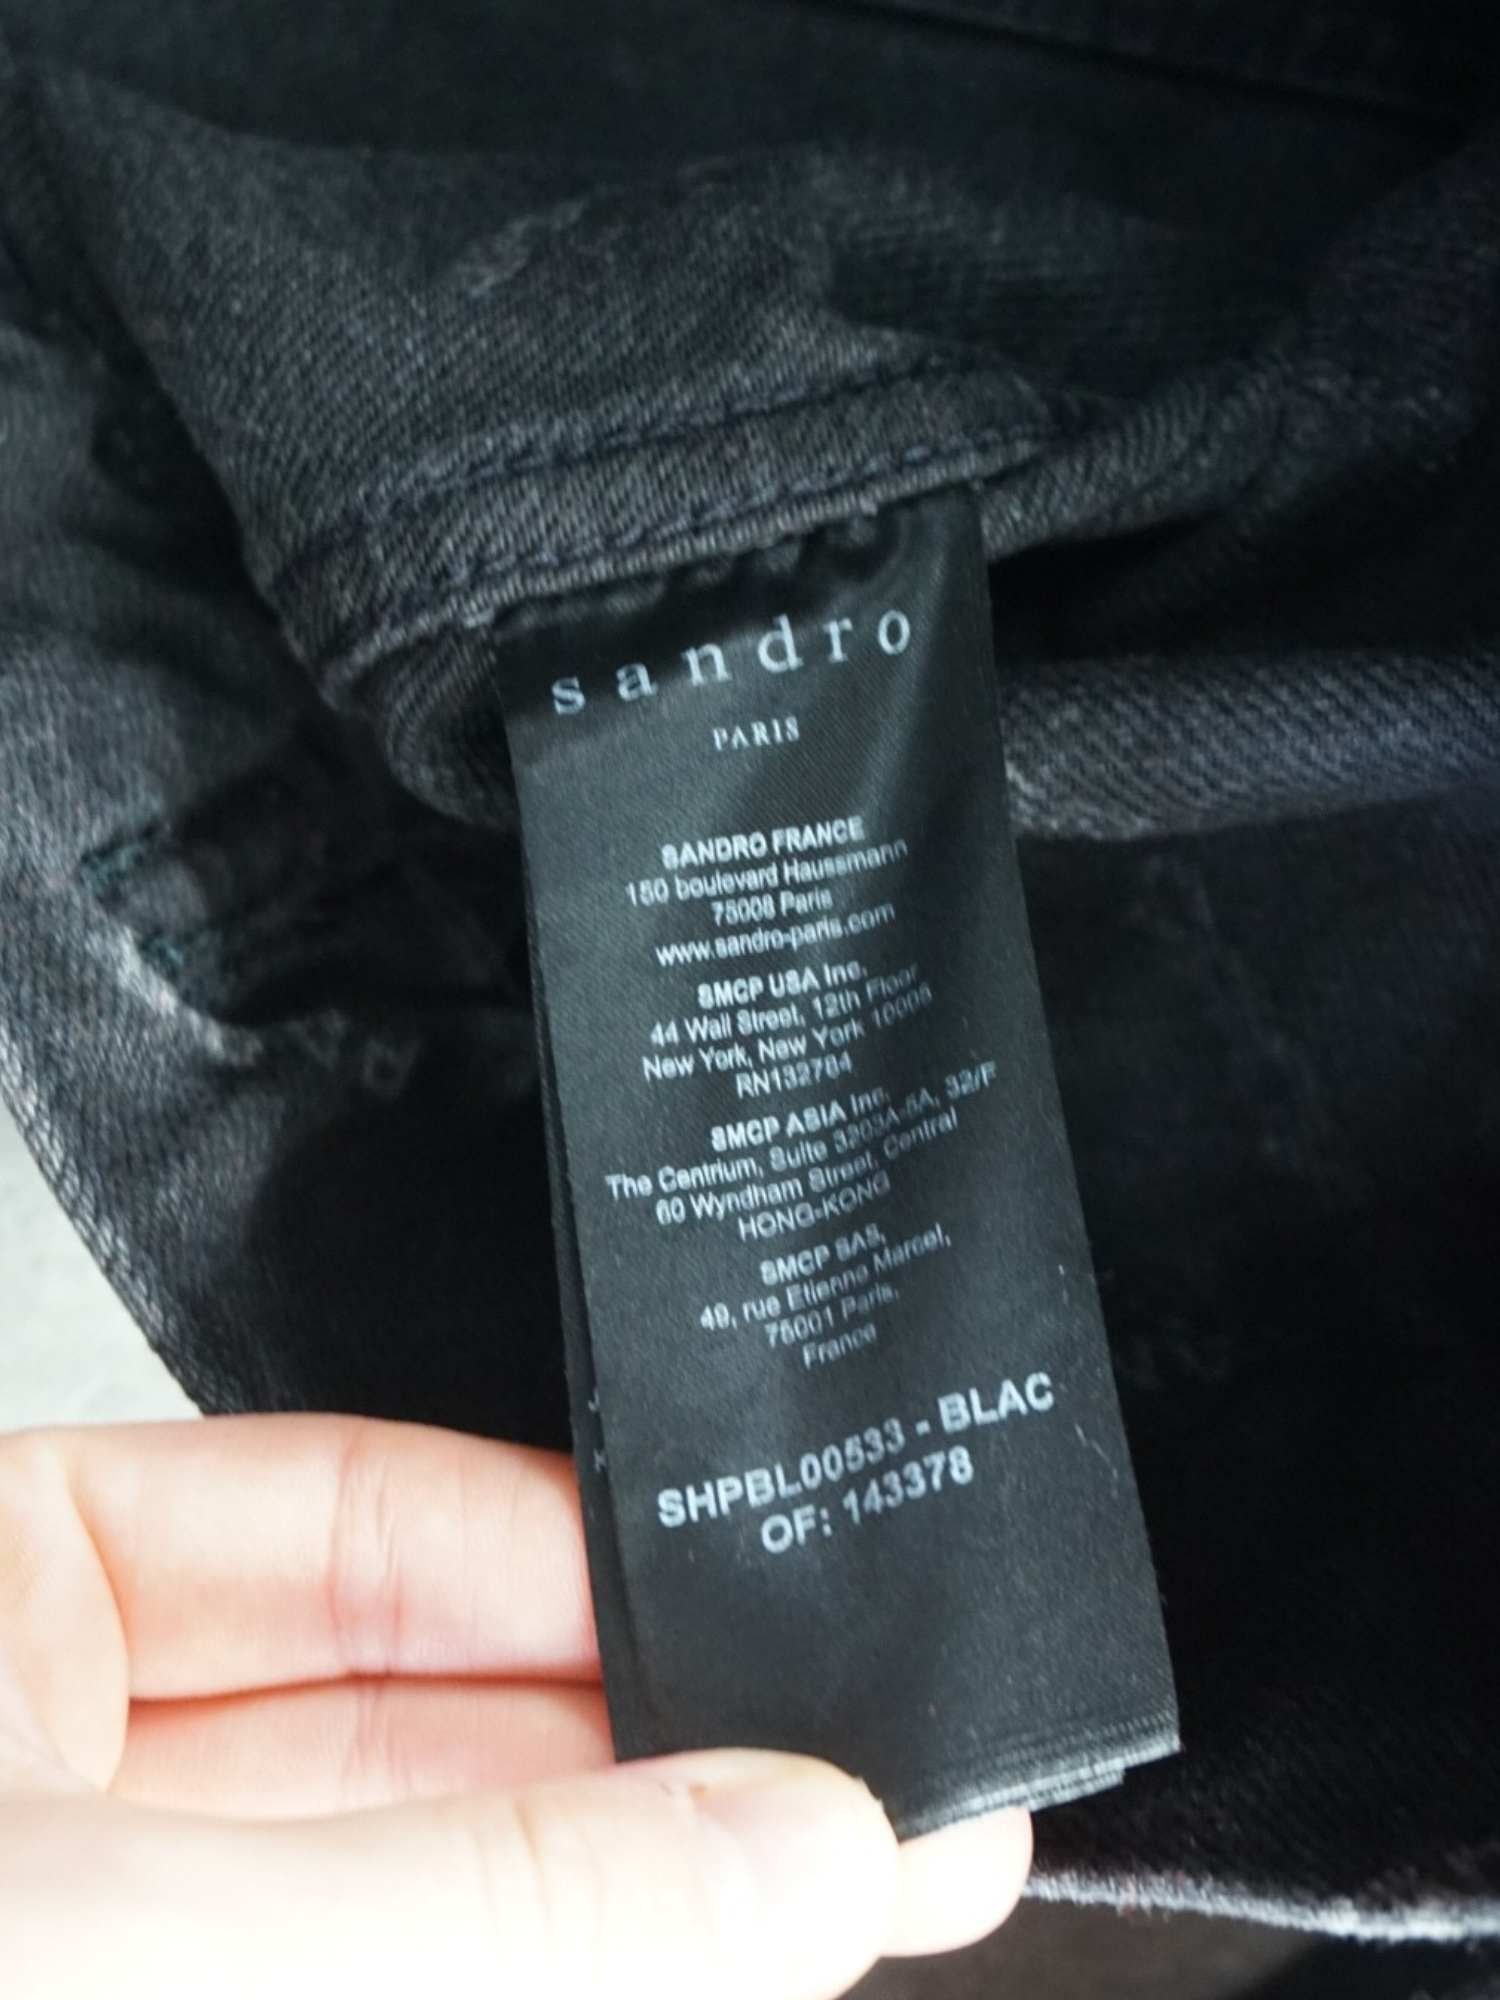 sandro
PARIS
SANDRO FRANCE
150 boulevard Haussmann
75008 Paris
www.sandro-paris.com
SMCP USA Inc.
44 Wall Street, 12th Floor
New York, New York 10005
RN132784
SMCP ASIA Inc.
The Centrium, Suite 3203A-5A, 32/F
60 Wyndham Street, Central
HONG-KONG
SMCP SAS,
49, rue Etienne Marcel,
75001 Paris,
France
SHPBL00533 - BLAC
OF: 143378